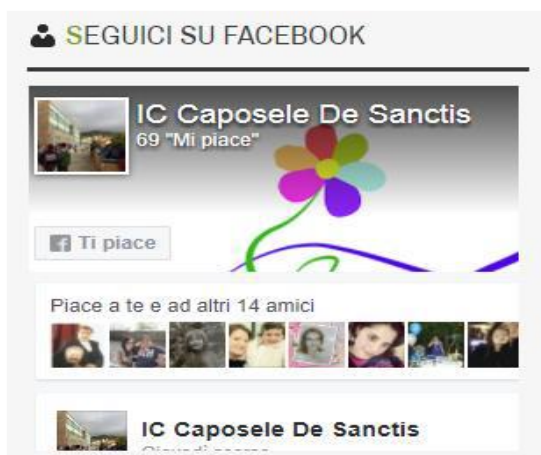 SEGUICI SU FACEBOOK
IC Caposele De Sanctis
69 "Mi piace"
Ti piace
Piace a te e ad altri 14 amici
IC Caposele De Sanctis